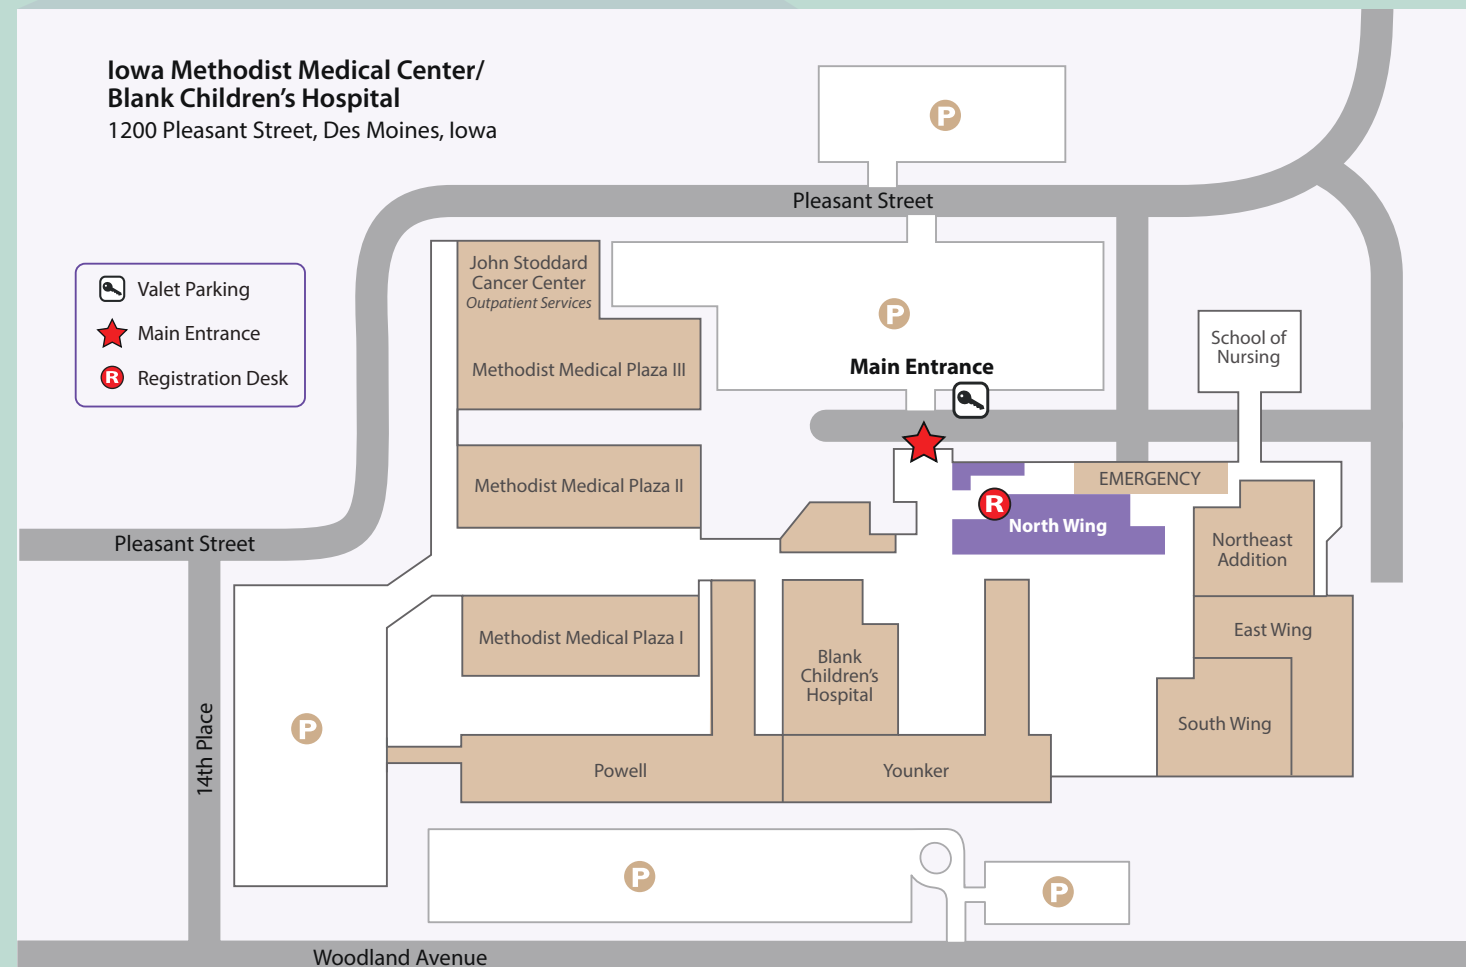 Iowa Methodist Medical Center/
Blank Children's Hospital
1200 Pleasant Street, Des Moines, Iowa
P
Pleasant Street
Valet Parking
Main Entrance
R Registration Desk
John Stoddard
Cancer Center
Outpatient Services
Methodist Medical Plaza III
P
Main Entrance
School of
Nursing
Methodist Medical Plaza II
EMERGENCY
R
North Wing
Northeast
Addition
Pleasant Street
Methodist Medical Plaza I
Blank
Children's
Hospital
East Wing
South Wing
P
14th Place
Powell
Younker
P
P
Woodland Avenue